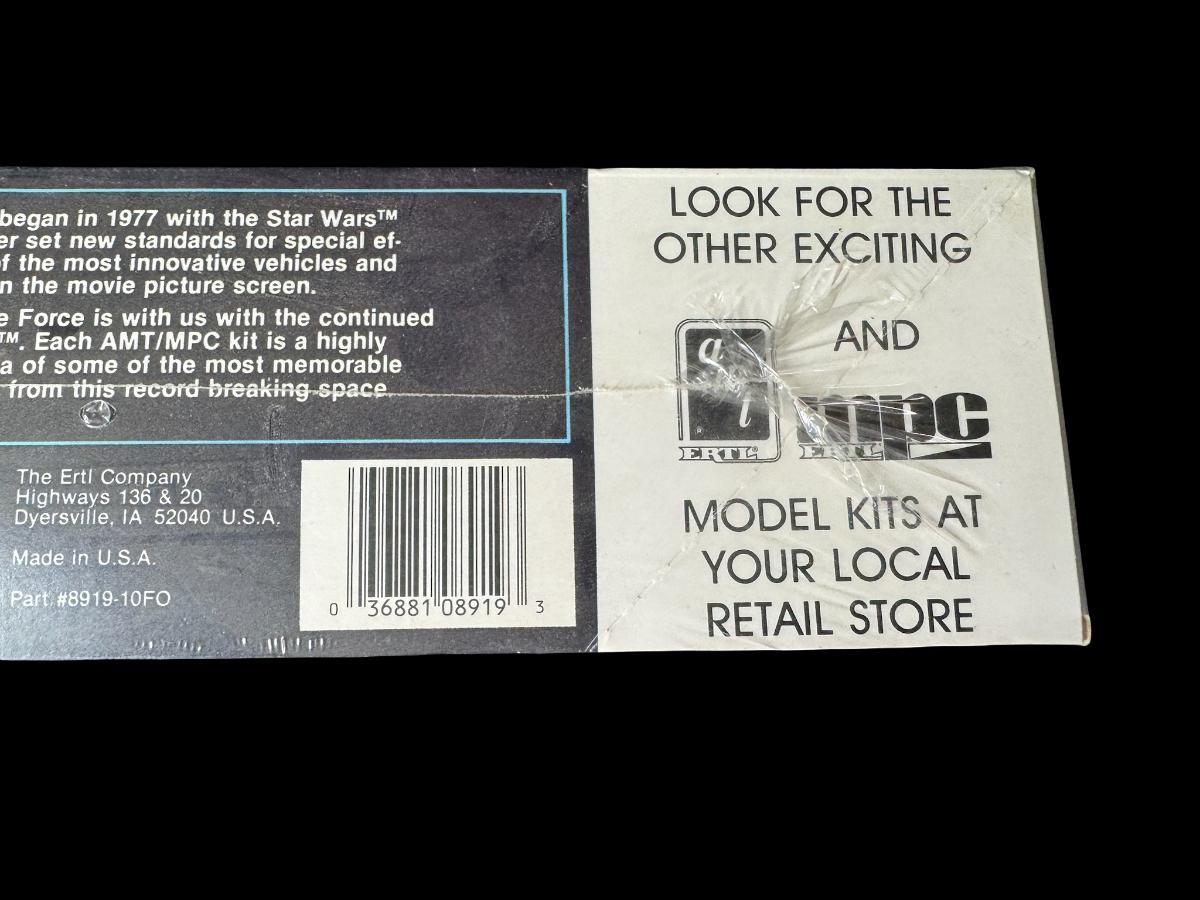 began in 1977 with the Star Wars™
er set new standards for special ef-
of the most innovative vehicles and
n the movie picture screen.
e Force is with us with the continued
™. Each AMT/MPC kit is a highly
a of some of the most memorable
from this record breaking space
The Ertl Company
Highways 136 & 20
Dyersville, IA 52040 U.S.A.
Made in U.S.A.
Part #8919-10FO
0 36881 08919 3
LOOK FOR THE
OTHER EXCITING
AND
mpc
ERTL®
ERTL
MODEL KITS AT
YOUR LOCAL
RETAIL STORE